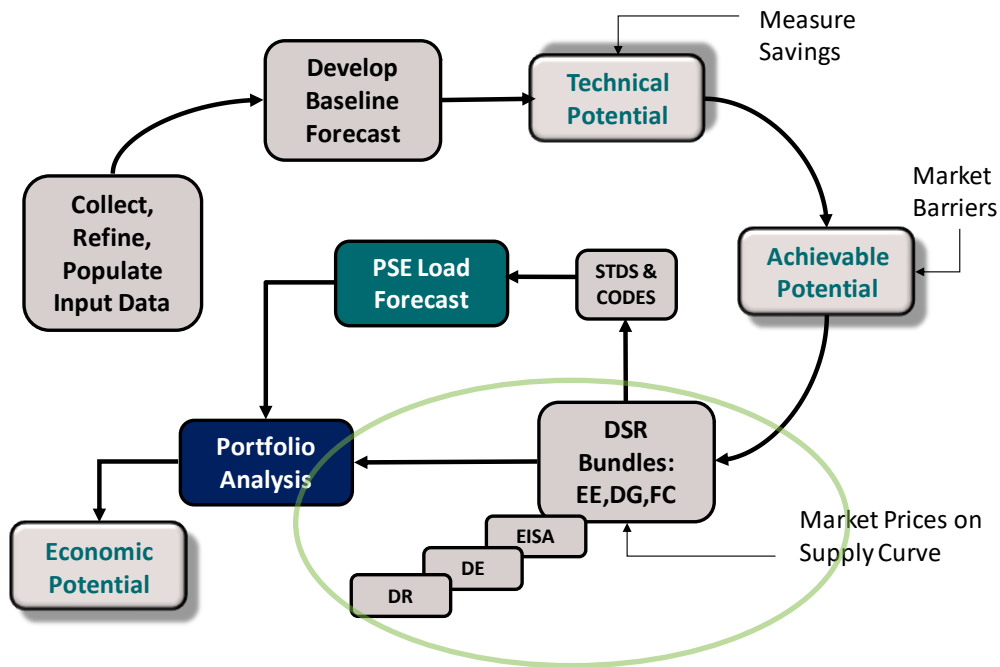 Measure
Savings
Develop
Baseline
Forecast
Technical
Potential
Collect,
Refine,
Populate
Input Data
Market
Barriers
PSE Load
Forecast
STDS &
CODES
Achievable
Potential
Portfolio
Analysis
DSR
Bundles:
EE,DG,FC
Market Prices on
Supply Curve
EISA
DE
DR
Economic
Potential